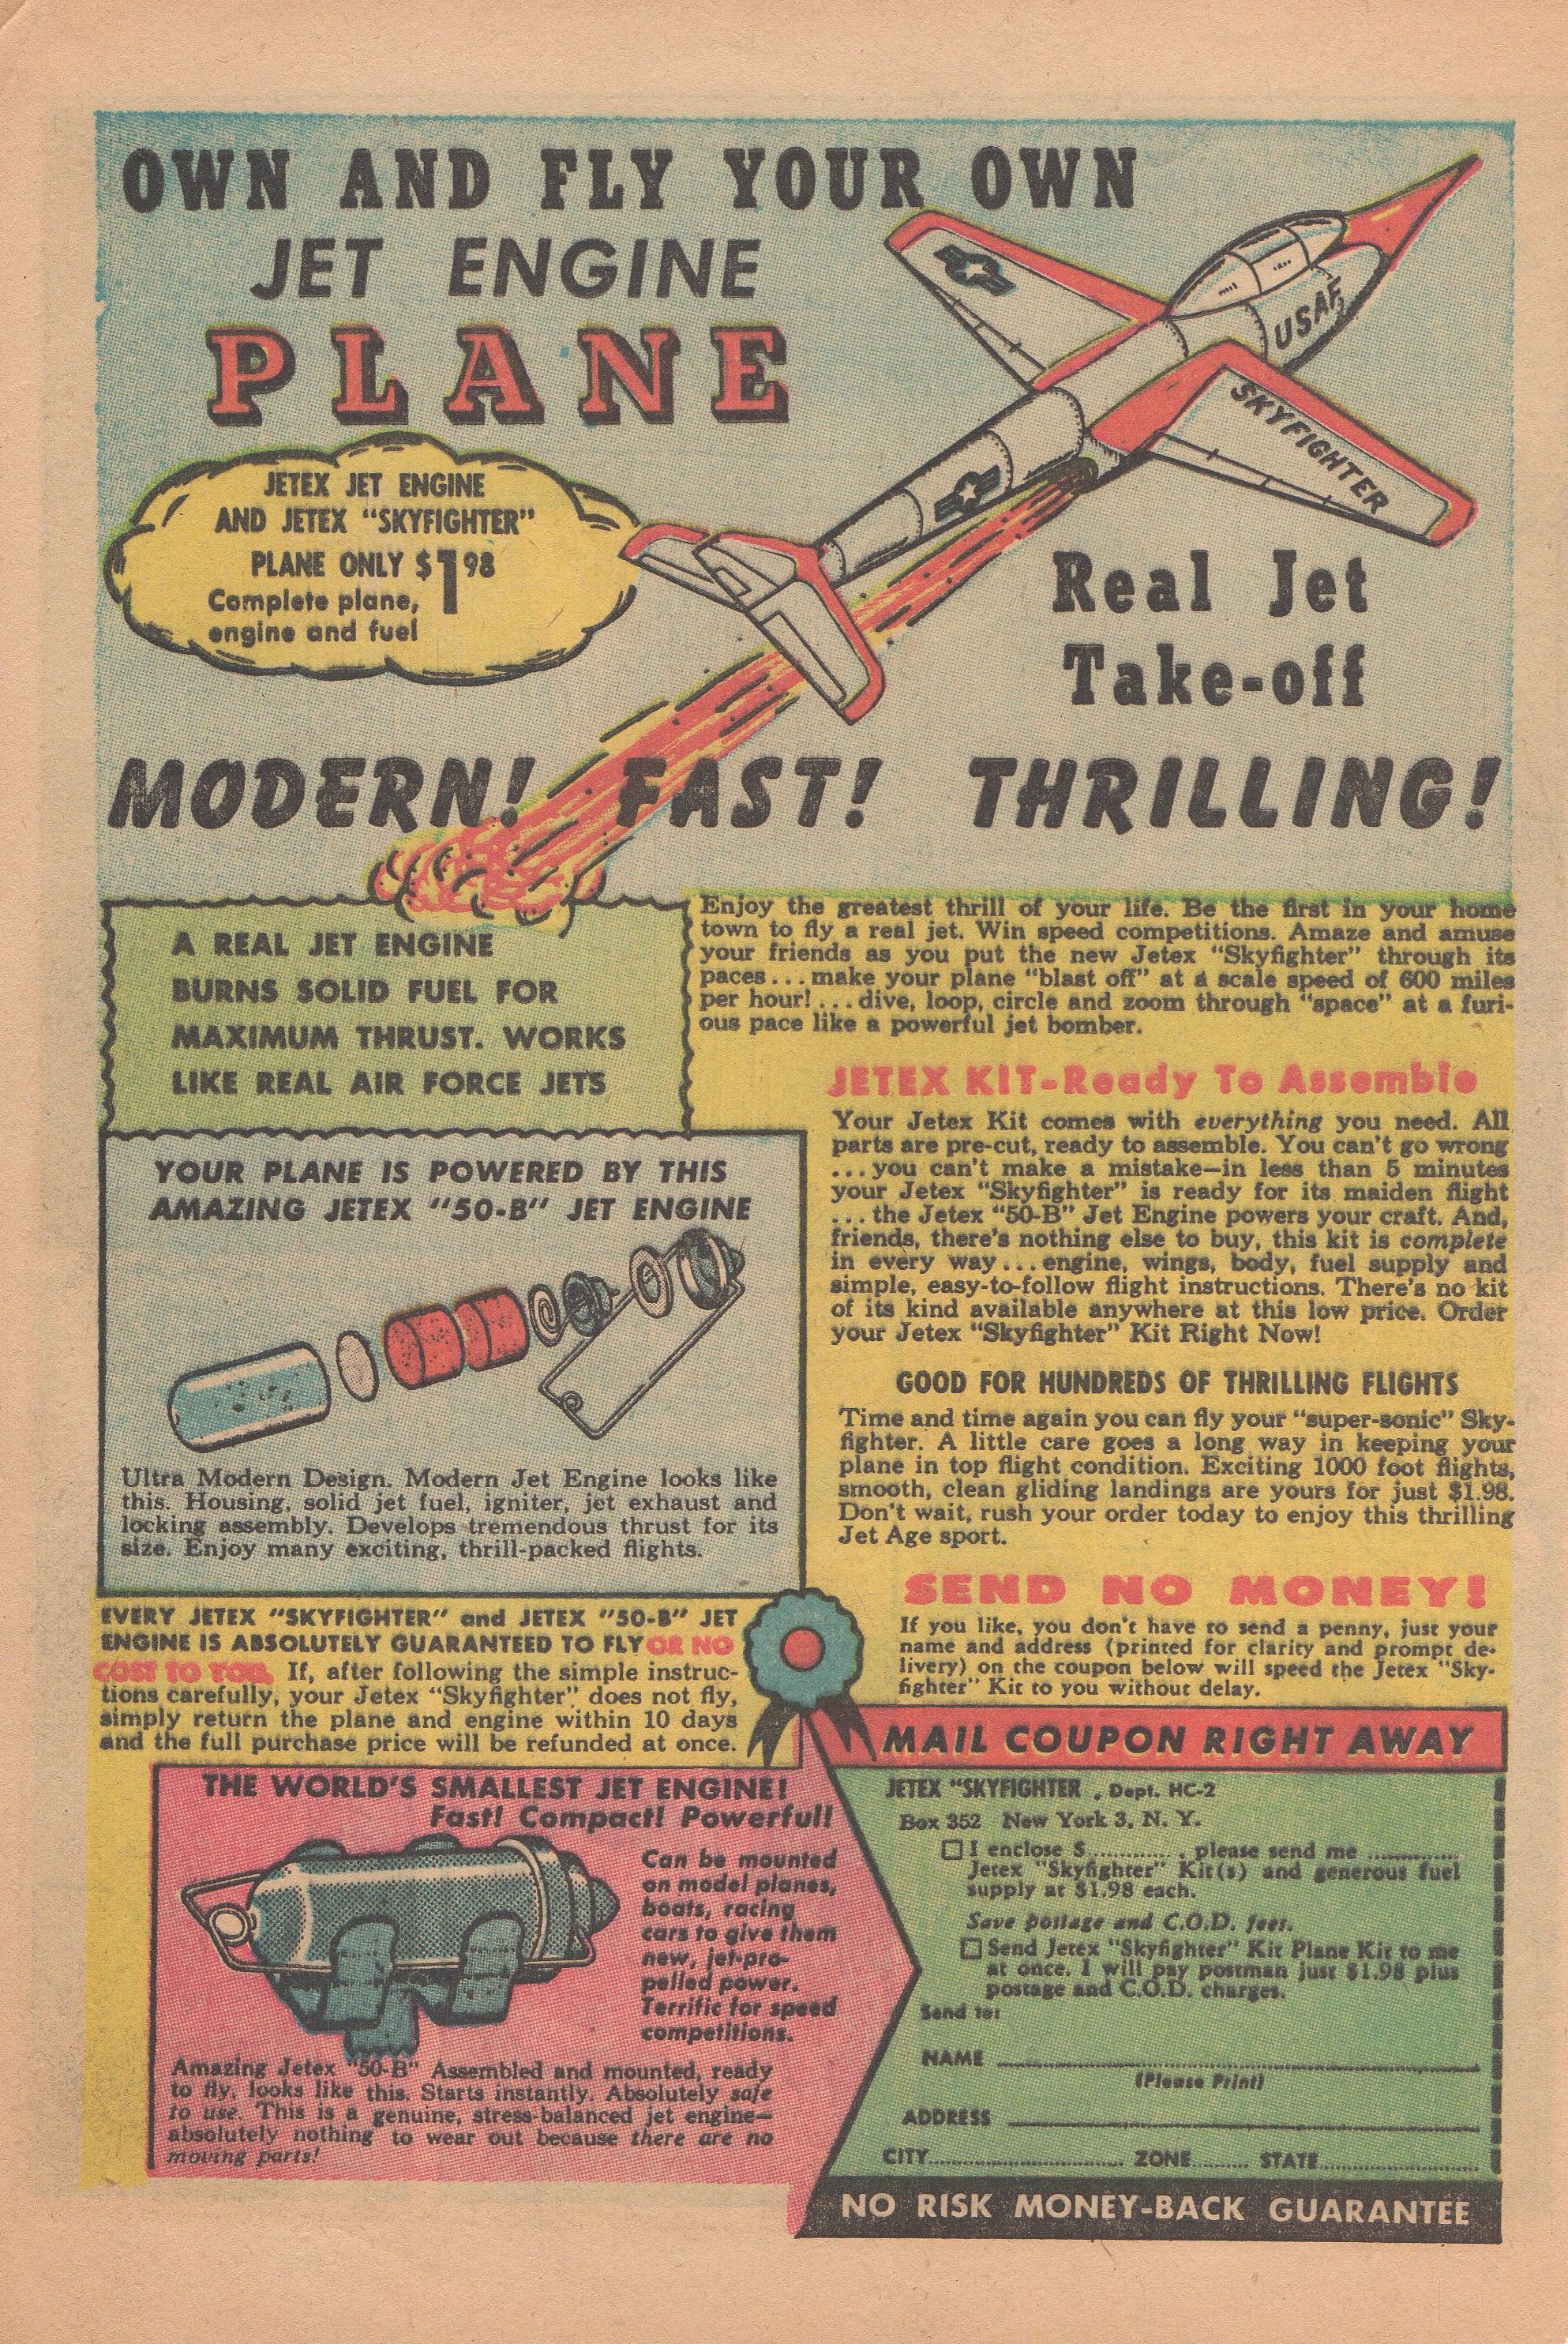 OWN AND FLY YOUR OWN
JET ENGINE
PLANE
USAF
SKYFIGHTER
JETEX JET ENGINE
AND JETEX "SKYFIGHTER"
PLANE ONLY $1.98
Complete plane,
engine and fuel
Real Jet
Take-off
MODERN! FAST! THRILLING!
A REAL JET ENGINE
BURNS SOLID FUEL FOR
MAXIMUM THRUST. WORKS
LIKE REAL AIR FORCE JETS
Enjoy the greatest thrill of your life. Be the first in your home
town to fly a real jet. Win speed competitions. Amaze and amuse
your friends as you put the new Jetex "Skyfighter" through its
paces...make your plane "blast off" at a scale speed of 600 miles
per hour!...dive, loop, circle and zoom through "space" at a furi-
ous pace like a powerful jet bomber.
JETEX KIT-Ready To Assemble
Your Jetex Kit comes with everything you need. All
parts are pre-cut, ready to assemble. You can't go wrong
...you can't make a mistake—in less than 5 minutes
your Jetex "Skyfighter" is ready for its maiden flight
...the Jetex "50-B" Jet Engine powers your craft. And,
friends, there's nothing else to buy, this kit is complete
in every way...engine, wings, body, fuel supply and
simple, easy-to-follow flight instructions. There's no kit
of its kind available anywhere at this low price. Order
your Jetex "Skyfighter" Kit Right Now!
GOOD FOR HUNDREDS OF THRILLING FLIGHTS
Time and time again you can fly your "super-sonic" Sky-
fighter. A little care goes a long way in keeping your
plane in top flight condition. Exciting 1000 foot flights,
smooth, clean gliding landings are yours for just $1.98.
Don't wait, rush your order today to enjoy this thrilling
Jet Age sport.
SEND NO MONEY!
If you like, you don't have to send a penny, just your
name and address (printed for clarity and prompt de-
livery) on the coupon below will speed the Jetex "Sky-
fighter" Kit to you without delay.
YOUR PLANE IS POWERED BY THIS
AMAZING JETEX "50-B" JET ENGINE
Ultra Modern Design. Modern Jet Engine looks like
this. Housing, solid jet fuel, igniter, jet exhaust and
locking assembly. Develops tremendous thrust for its
size. Enjoy many exciting, thrill-packed flights.
EVERY JETEX "SKYFIGHTER" and JETEX "50-B" JET
ENGINE IS ABSOLUTELY GUARANTEED TO FLY OR NO
COST TO YOU. If, after following the simple instruc-
tions carefully, your Jetex "Skyfighter" does not fly,
simply return the plane and engine within 10 days
and the full purchase price will be refunded at once.
THE WORLD'S SMALLEST JET ENGINE!
Fast! Compact! Powerful!
Can be mounted
on model planes,
boats, racing
cars to give them
new, jet-pro-
pelled power.
Terrific for speed
competitions.
Amazing Jetex "50-B" Assembled and mounted, ready
to fly, looks like this. Starts instantly. Absolutely safe
to use. This is a genuine, stress-balanced jet engine—
absolutely nothing to wear out because there are no
moving parts!
MAIL COUPON RIGHT AWAY
JETEX "SKYFIGHTER , Dept. HC-2
Box 352 New York 3, N. Y.
I enclose $............, please send me ..............
Jetex "Skyfighter" Kit(s) and generous fuel
supply at $1.98 each.
Save postage and C.O.D. fees.
Send Jetex "Skyfighter" Kit Plane Kit to me
at once. I will pay postman just $1.98 plus
postage and C.O.D. charges.
Send to:
NAME
(Please Print)
ADDRESS
CITY.............................. ZONE......... STATE.........................
NO RISK MONEY-BACK GUARANTEE